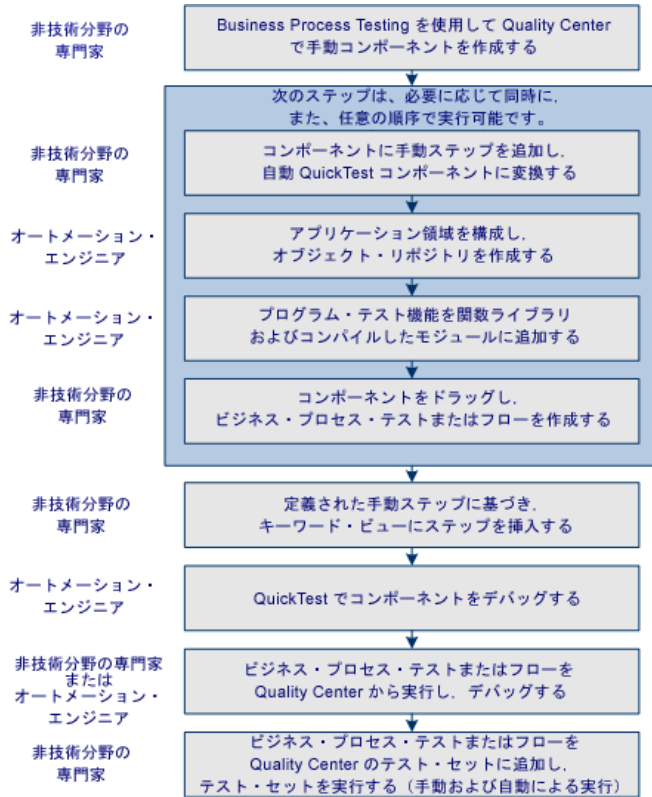 非技術分野の
専門家
Business Process Testing を使用して Quality Center
で手動コンポーネントを作成する
次のステップは、必要に応じて同時に，
また、任意の順序で実行可能です。
非技術分野の
専門家
コンポーネントに手動ステップを追加し，
自動 QuickTest コンポーネントに変換する
オートメーション・
エンジニア
アプリケーション領域を構成し，
オブジェクト・リポジトリを作成する
オートメーション・
エンジニア
プログラム・テスト機能を関数ライブラリ
およびコンパイルしたモジュールに追加する
非技術分野の
専門家
コンポーネントをドラッグし，
ビジネス・プロセス・テストまたはフローを作成する
非技術分野の
専門家
定義された手動ステップに基づき，
キーワード・ビューにステップを挿入する
オートメーション・
エンジニア
QuickTest でコンポーネントをデバッグする
非技術分野の専門家
または
オートメーション・
エンジニア
ビジネス・プロセス・テストまたはフローを
Quality Center から実行し，デバッグする
非技術分野の
専門家
ビジネス・プロセス・テストまたはフローを
Quality Center のテスト・セットに追加し，
テスト・セットを実行する（手動および自動による実行）